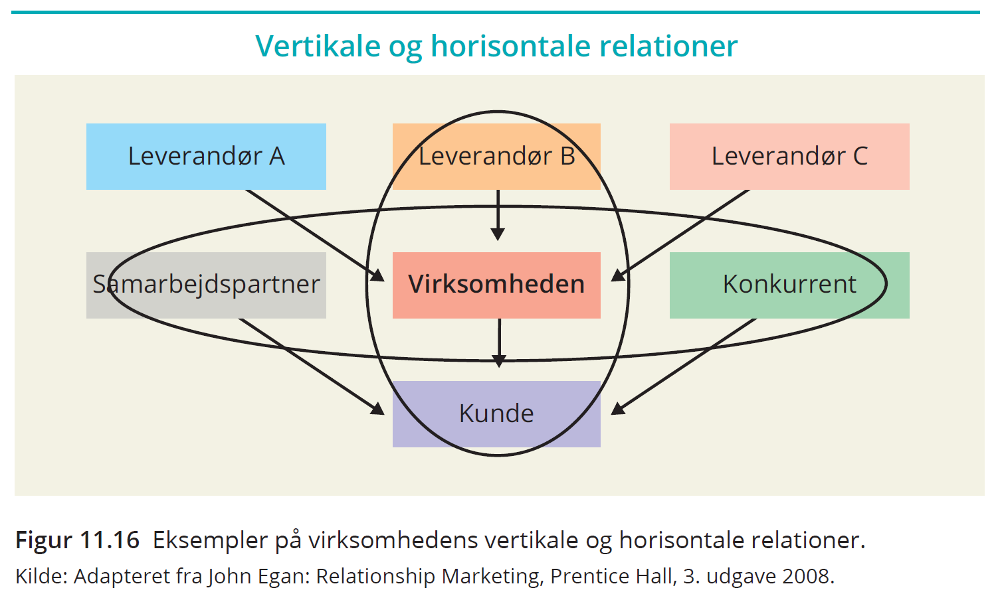 Vertikale og horisontale relationer
Leverandør A
Leverandør B
Leverandør C
Samarbejdspartner
Virksomheden
Konkurrent
Kunde
Figur 11.16 Eksempler på virksomhedens vertikale og horisontale relationer.
Kilde: Adapteret fra John Egan: Relationship Marketing, Prentice Hall, 3. udgave 2008.